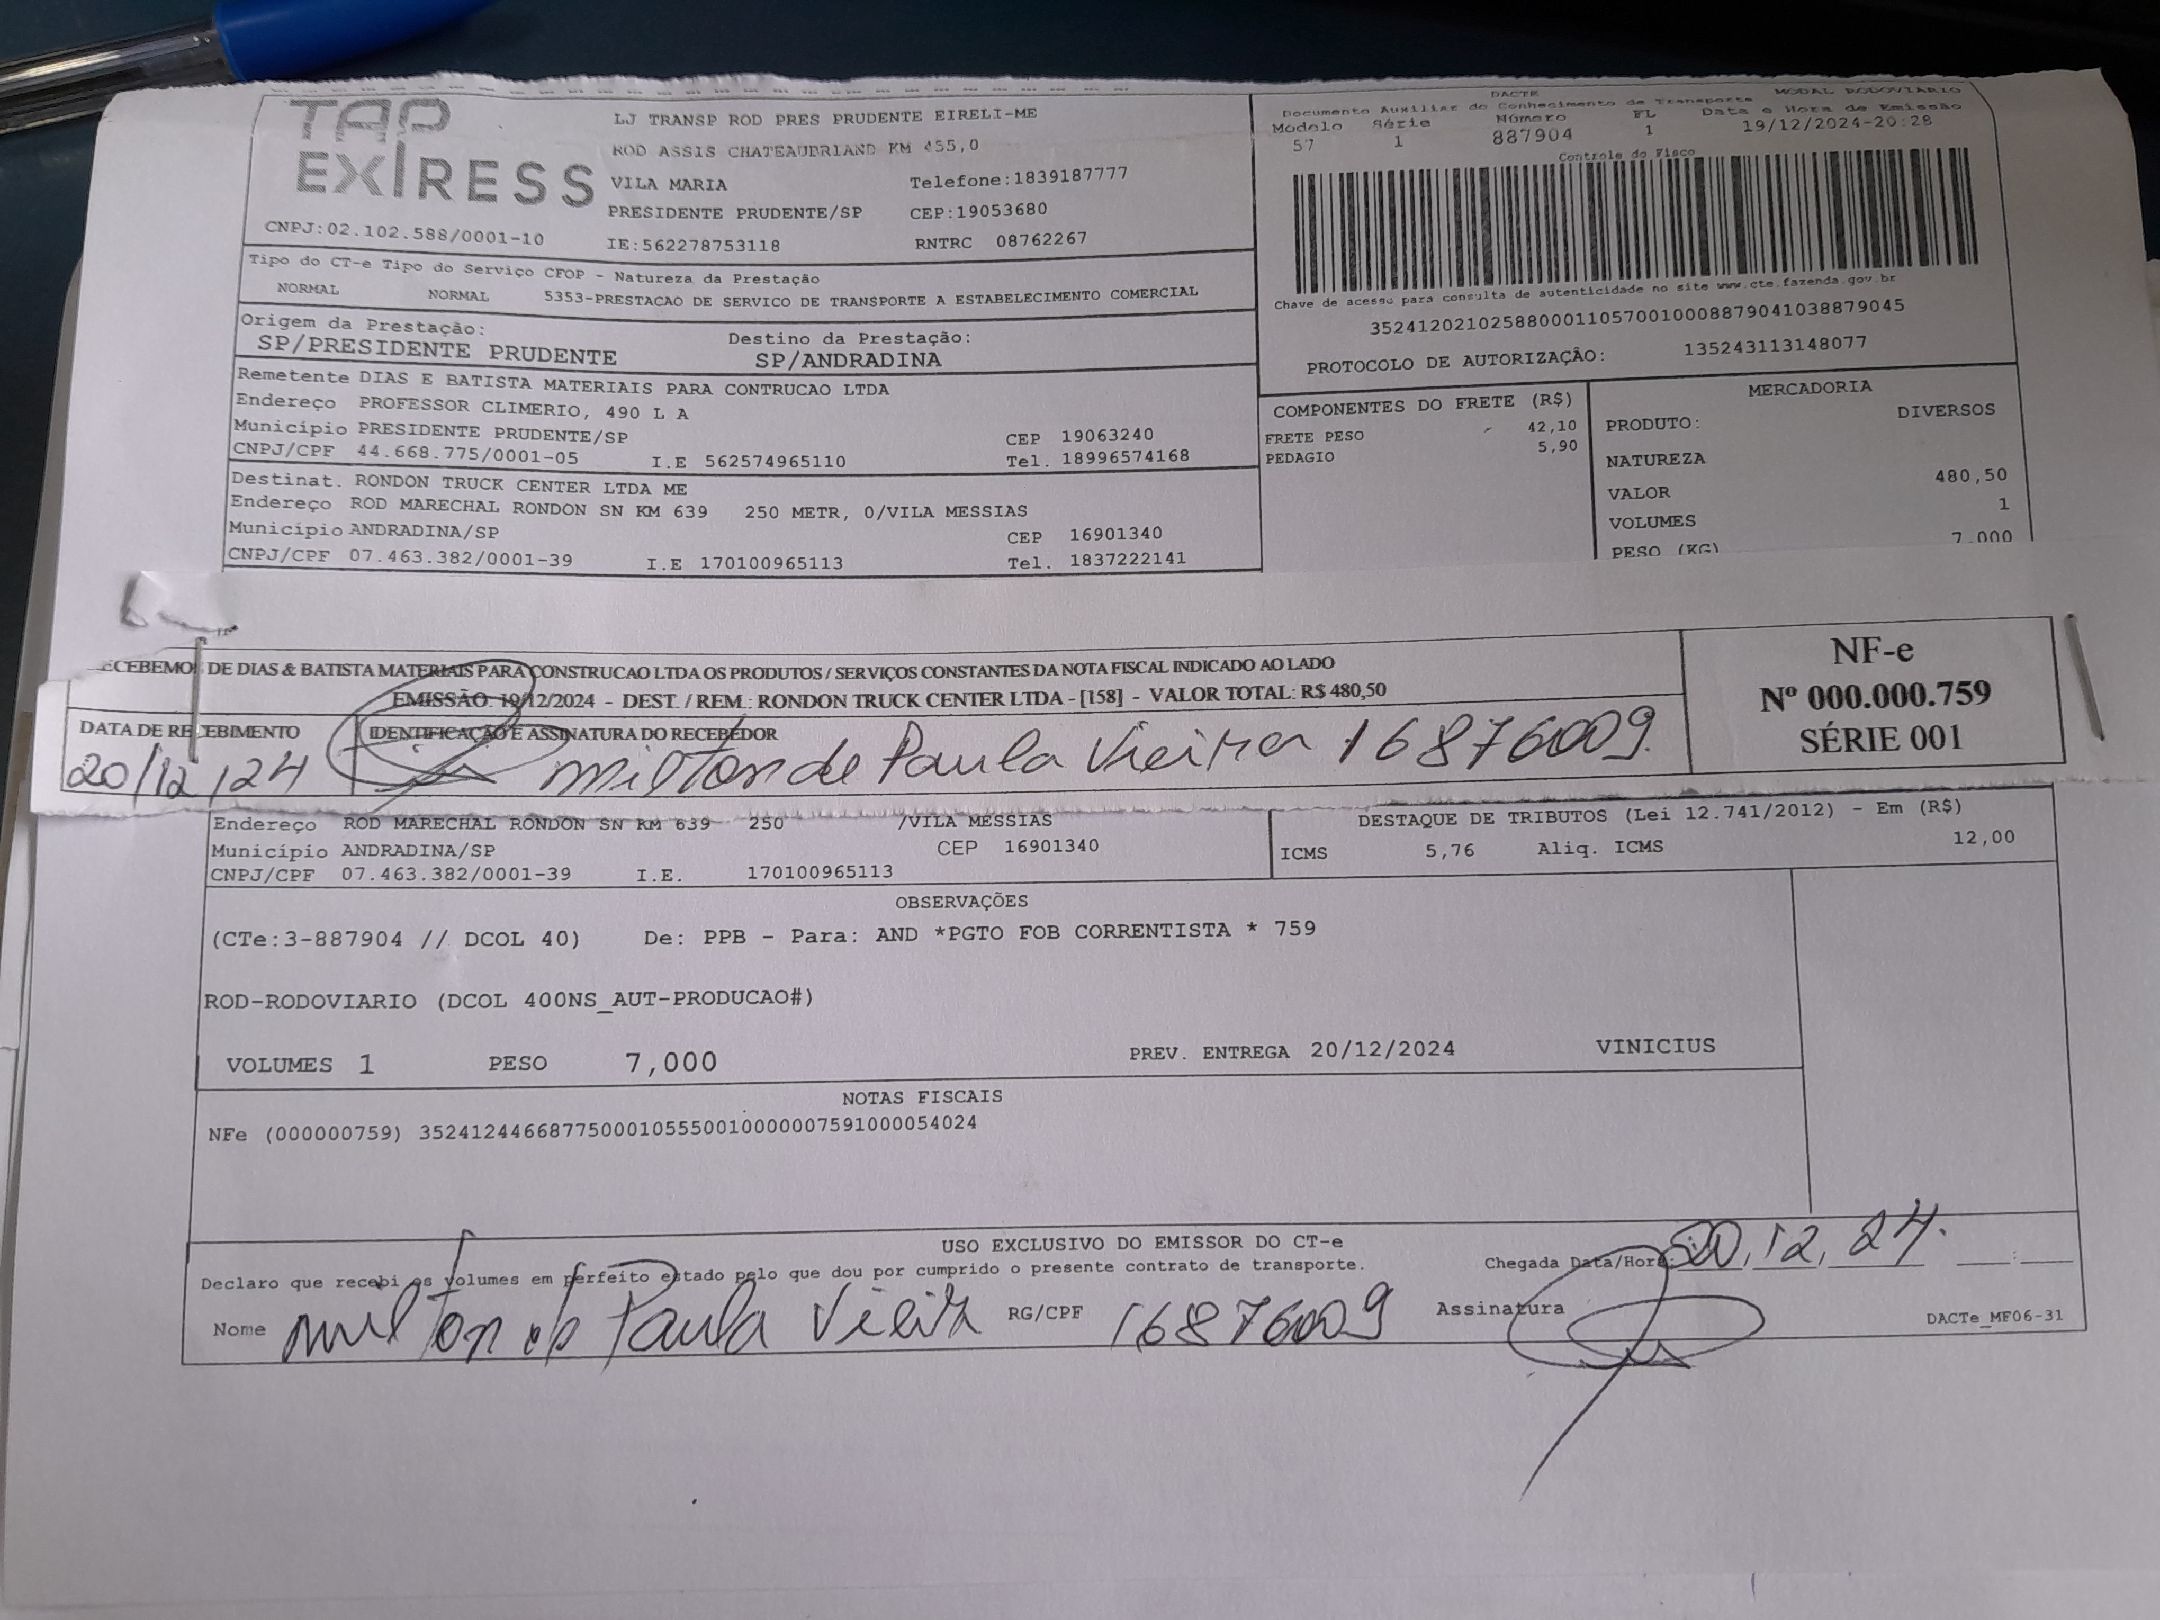 TAP
EXPRESS
CNPJ:02.102.588/0001-10
LJ TRANSP ROD PRES PRUDENTE EIRELI-ME
ROD ASSIS CHATEAUBRIAND KM 455,0
VILA MARIA Telefone:1839187777
PRESIDENTE PRUDENTE/SP CEP:19053680
IE:562278753118 RNTRC 08762267
DACTE MODAL RODOVIARIO
Documento Auxiliar do Conhecimento de Transporte
Modelo Série Número FL Data e Hora de Emissão
57 1 887904 1 19/12/2024-20:28
Controle do Fisco
Chave de acesso para consulta de autenticidade no site www.cte.fazenda.gov.br
35241202102588000110570010008879041038879045
PROTOCOLO DE AUTORIZAÇÃO: 135243113148077
Tipo do CT-e Tipo do Serviço CFOP - Natureza da Prestação
NORMAL NORMAL 5353-PRESTACAO DE SERVICO DE TRANSPORTE A ESTABELECIMENTO COMERCIAL
Origem da Prestação: Destino da Prestação:
SP/PRESIDENTE PRUDENTE SP/ANDRADINA
Remetente DIAS E BATISTA MATERIAIS PARA CONTRUCAO LTDA
Endereço PROFESSOR CLIMERIO, 490 L A
Município PRESIDENTE PRUDENTE/SP CEP 19063240
CNPJ/CPF 44.668.775/0001-05 I.E 562574965110 Tel. 18996574168
Destinat. RONDON TRUCK CENTER LTDA ME
Endereço ROD MARECHAL RONDON SN KM 639 250 METR, 0/VILA MESSIAS
Município ANDRADINA/SP CEP 16901340
CNPJ/CPF 07.463.382/0001-39 I.E 170100965113 Tel. 1837222141
COMPONENTES DO FRETE (R$)
FRETE PESO 42,10
PEDAGIO 5,90
MERCADORIA
PRODUTO: DIVERSOS
NATUREZA
VALOR 480,50
VOLUMES 1
PESO (KG) 7.000
ECEBEMOS DE DIAS & BATISTA MATERIAIS PARA CONSTRUCAO LTDA OS PRODUTOS / SERVIÇOS CONSTANTES DA NOTA FISCAL INDICADO AO LADO
EMISSÃO: 19/12/2024 - DEST. / REM.: RONDON TRUCK CENTER LTDA - [158] - VALOR TOTAL: R$ 480,50
DATA DE RECEBIMENTO IDENTIFICAÇÃO E ASSINATURA DO RECEBEDOR
20/12/24 milton de Paula Vieira 16876009
NF-e
Nº 000.000.759
SÉRIE 001
Endereço ROD MARECHAL RONDON SN KM 639 250 /VILA MESSIAS
Município ANDRADINA/SP CEP 16901340
CNPJ/CPF 07.463.382/0001-39 I.E. 170100965113
DESTAQUE DE TRIBUTOS (Lei 12.741/2012) - Em (R$)
ICMS 5,76 Aliq. ICMS 12,00
OBSERVAÇÕES
(CTe:3-887904 // DCOL 40) De: PPB - Para: AND *PGTO FOB CORRENTISTA * 759
ROD-RODOVIARIO (DCOL 400NS_AUT-PRODUCAO#)
VOLUMES 1 PESO 7,000 PREV. ENTREGA 20/12/2024 VINICIUS
NOTAS FISCAIS
NFe (000000759) 35241244668775000105550010000007591000054024
USO EXCLUSIVO DO EMISSOR DO CT-e
Declaro que recebi os volumes em perfeito estado pelo que dou por cumprido o presente contrato de transporte.
Chegada Data/Hora: 20.12.24. :
Nome milton de Paula Vieira RG/CPF 16876009 Assinatura
DACTe_MF06-31